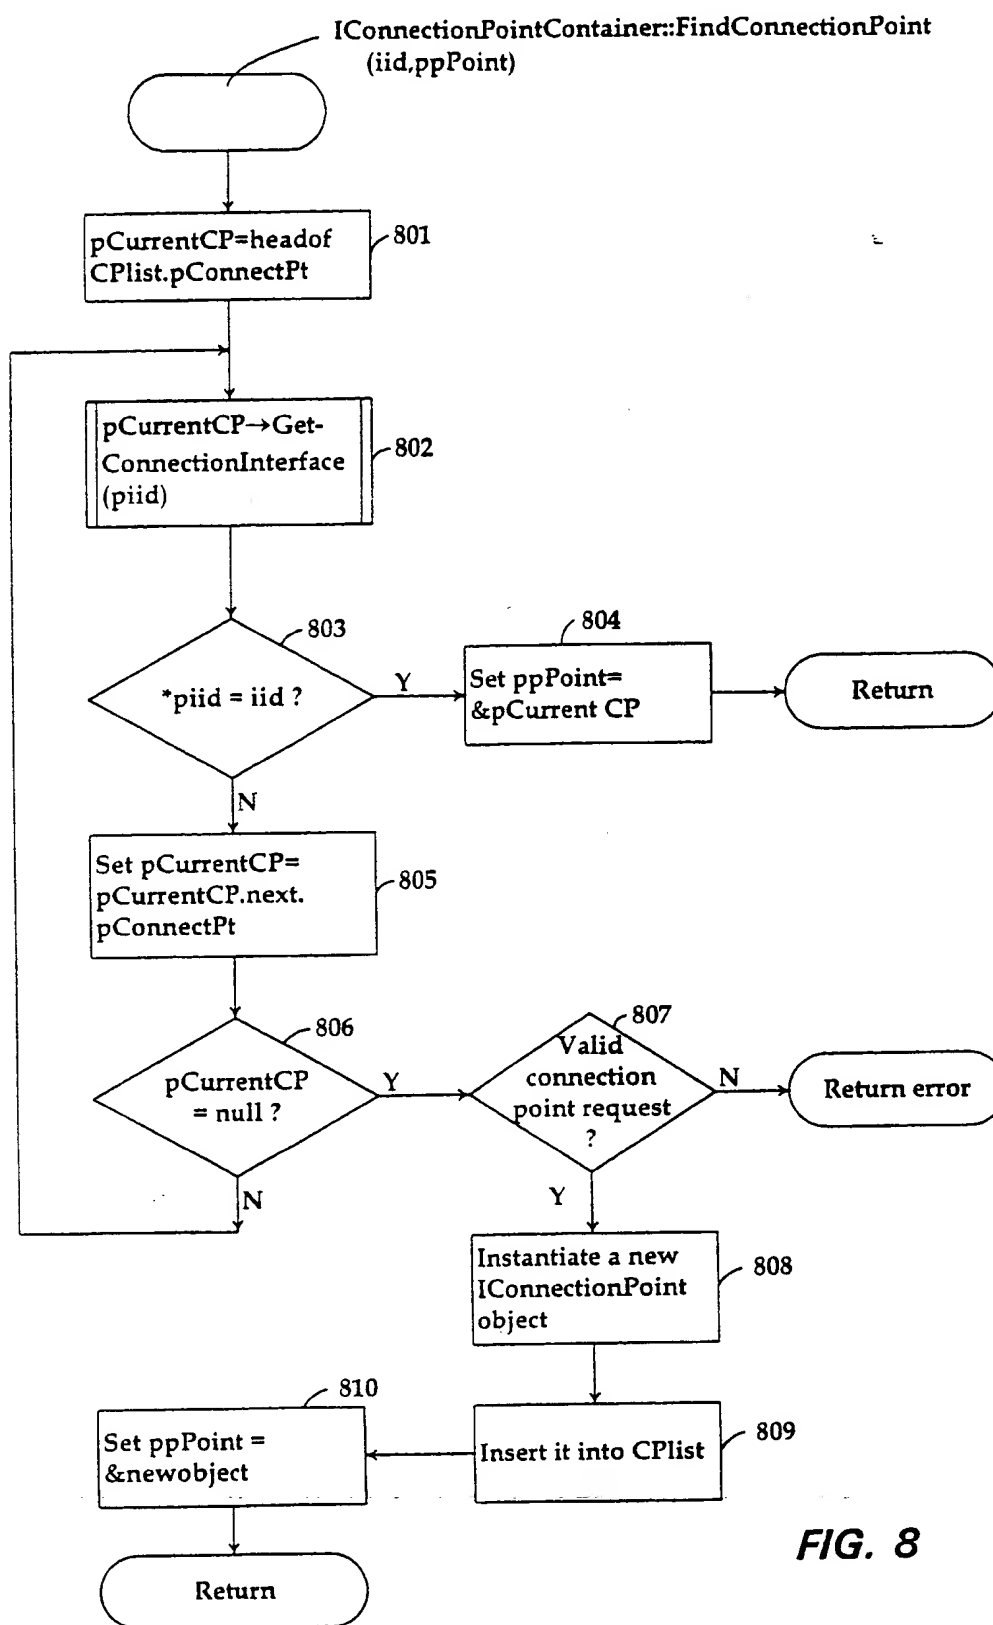 IConnectionPointContainer::FindConnectionPoint
(iid,ppPoint)
pCurrentCP=headof
CPlist.pConnectPt
801
pCurrentCP→Get-
ConnectionInterface
(piid)
802
803
*piid = iid ?
Y
804
Set ppPoint=
&pCurrent CP
Return
N
Set pCurrentCP=
pCurrentCP.next.
pConnectPt
805
806
pCurrentCP
= null ?
Y
807
Valid
connection
point request
?
N
Return error
N
Y
Instantiate a new
IConnectionPoint
object
808
Insert it into CPlist
809
810
Set ppPoint =
&newobject
Return
FIG. 8